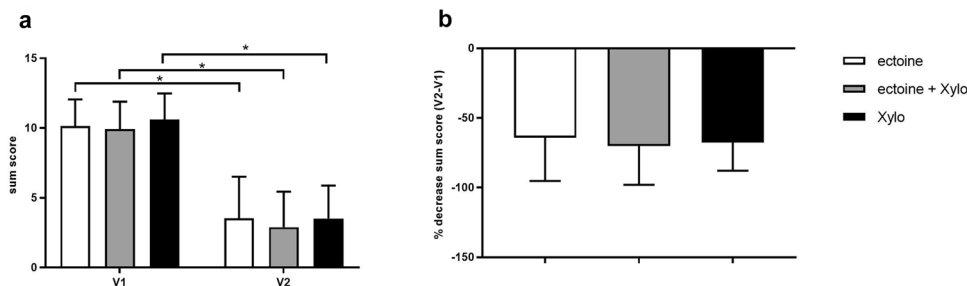 a
sum score
15
10
5
0
*
*
*
V1
V2
b
% decrease sum score (V2-V1)
0
-50
-100
-150
ectoine
ectoine + Xylo
Xylo